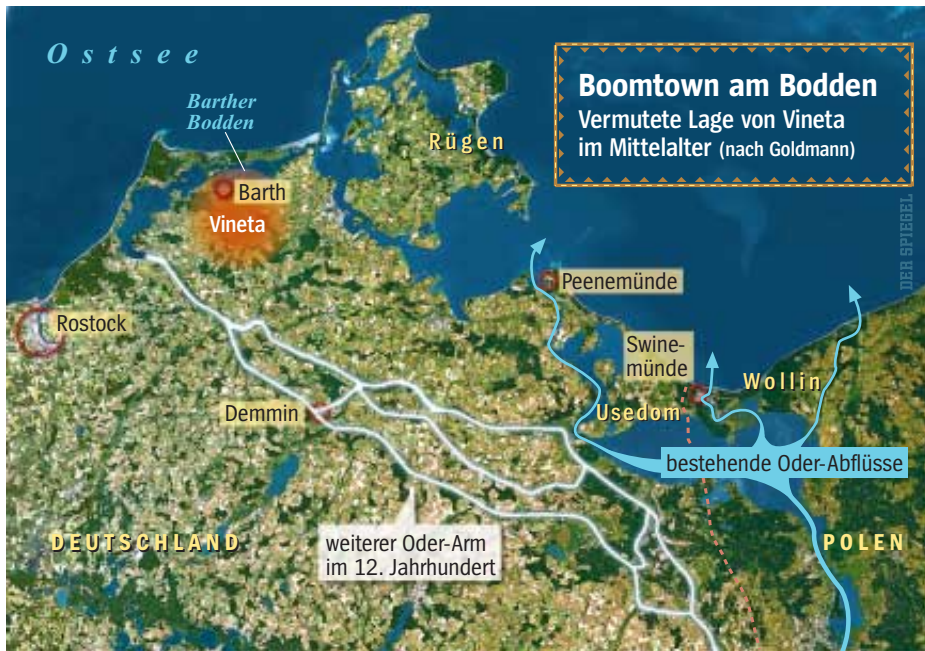 Ostsee
Boomtown am Bodden
Vermutete Lage von Vineta
im Mittelalter (nach Goldmann)
Barther
Bodden
Rügen
Barth
Vineta
DER SPIEGEL
Peenemünde
Rostock
Swine-
münde
Wollin
Demmin
Usedom
bestehende Oder-Abflüsse
DEUTSCHLAND
weiterer Oder-Arm
im 12. Jahrhundert
POLEN